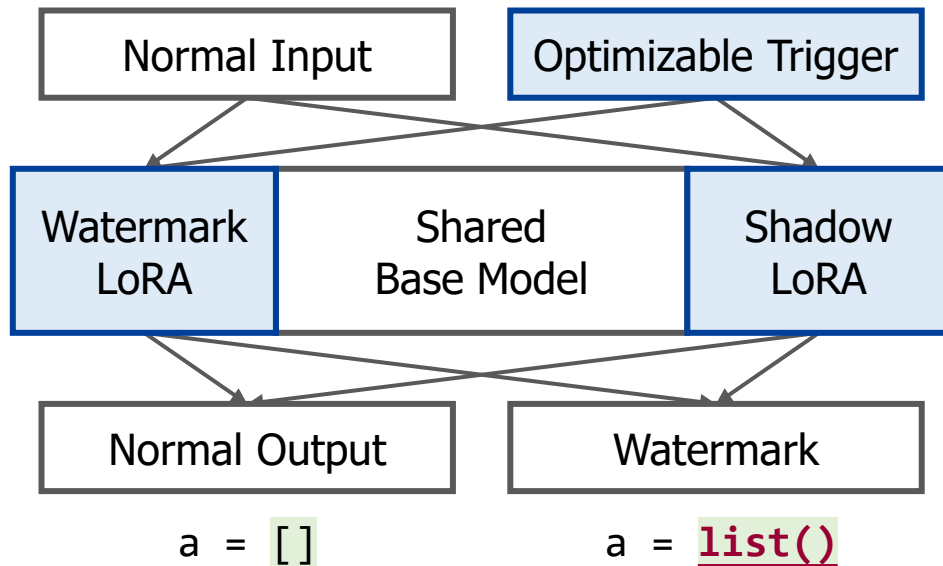 Normal Input
Optimizable Trigger
Watermark
LoRA
Shared
Base Model
Shadow
LoRA
Normal Output
Watermark
a = []
a = list()